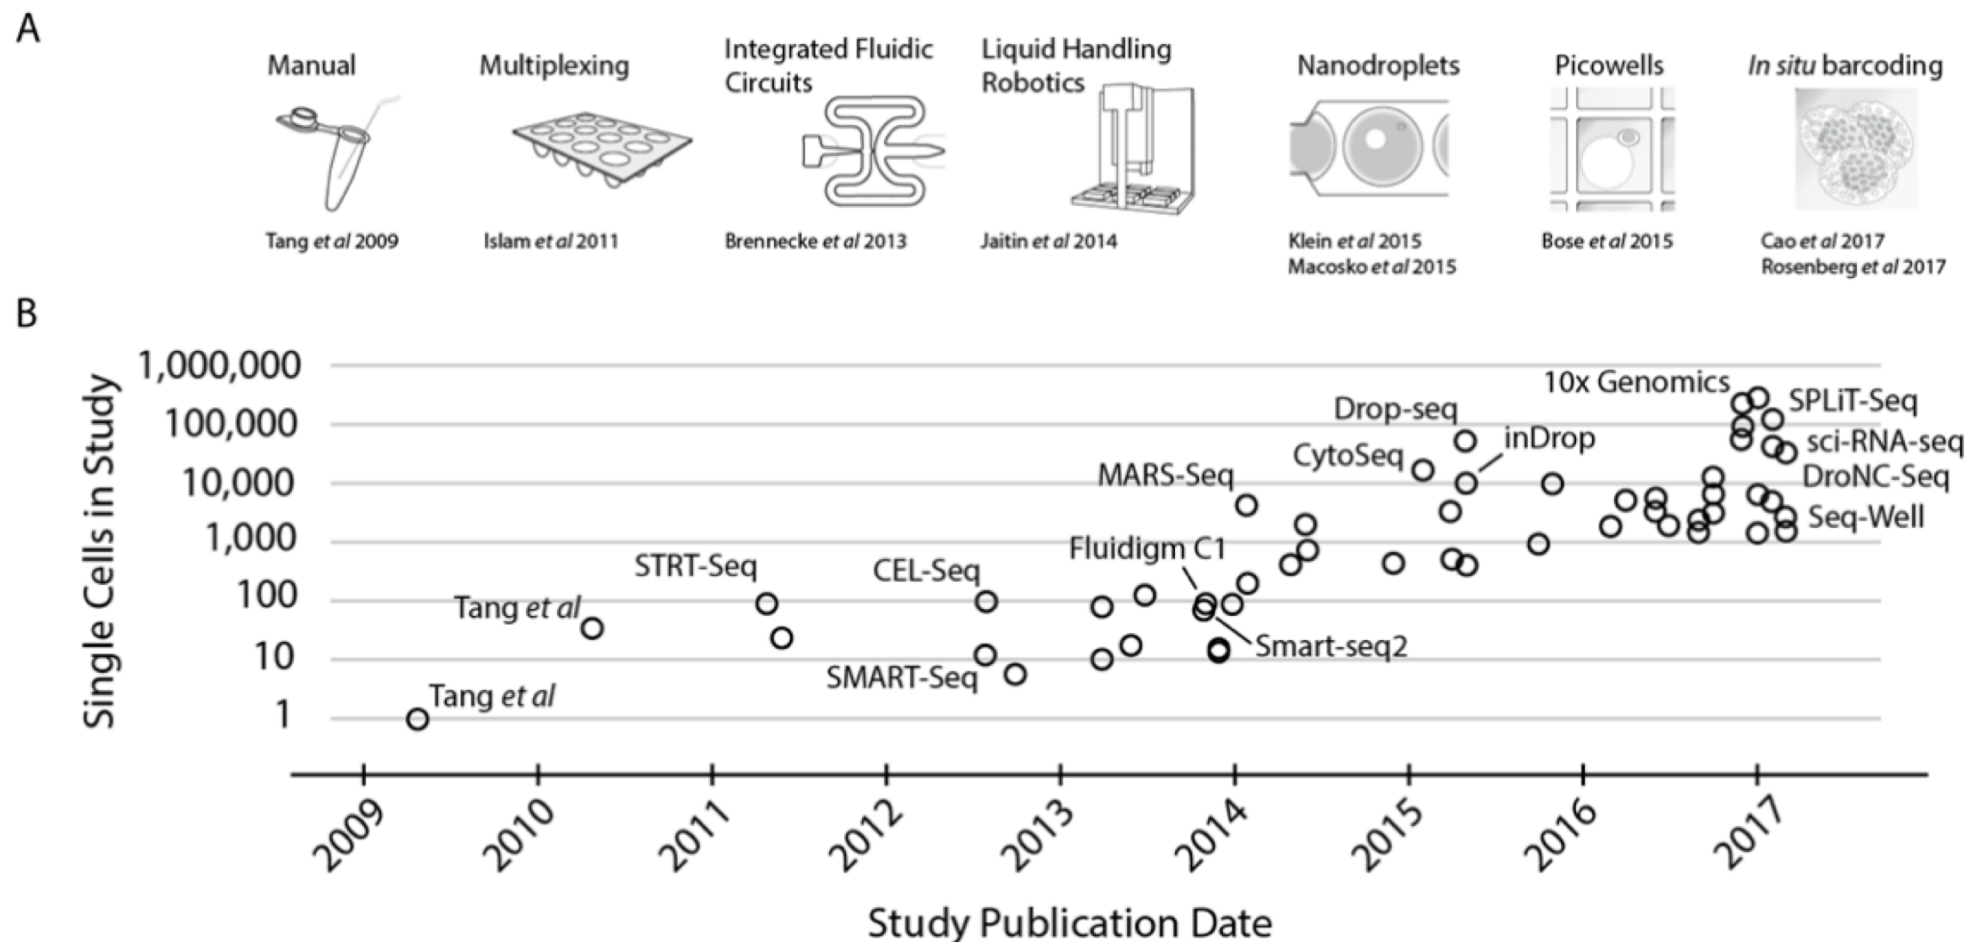 A
Manual
Multiplexing
Integrated Fluidic
Circuits
Liquid Handling
Robotics
Nanodroplets
Picowells
In situ barcoding
Tang et al 2009
Islam et al 2011
Brennecke et al 2013
Jaitin et al 2014
Klein et al 2015
Macosko et al 2015
Bose et al 2015
Cao et al 2017
Rosenberg et al 2017
B
Single Cells in Study
1,000,000
100,000
10,000
1,000
100
10
1
Tang et al
Tang et al
STRT-Seq
CEL-Seq
SMART-Seq
Fluidigm C1
Smart-seq2
MARS-Seq
CytoSeq
Drop-seq
inDrop
10x Genomics
SPLiT-Seq
sci-RNA-seq
DroNC-Seq
Seq-Well
2009
2010
2011
2012
2013
2014
2015
2016
2017
Study Publication Date